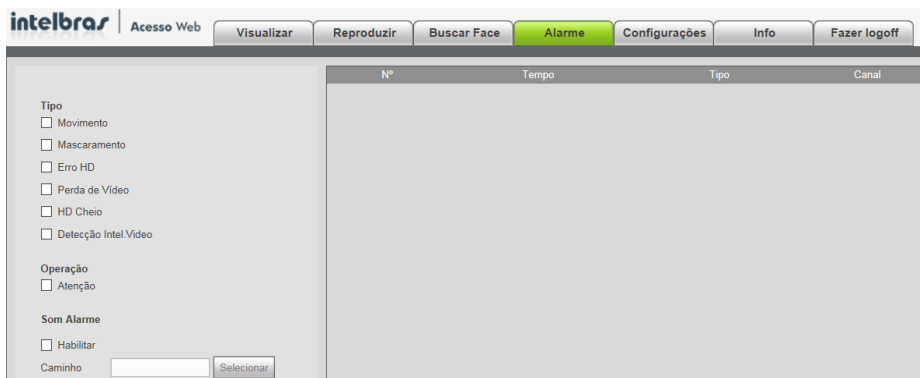 intelbras Acesso Web Visualizar Reproduzir Buscar Face Alarme Configurações Info Fazer logoff
Nº Tempo Tipo Canal
Tipo
Movimento
Mascaramento
Erro HD
Perda de Vídeo
HD Cheio
Detecção Intel.Video
Operação
Atenção
Som Alarme
Habilitar
Caminho Selecionar